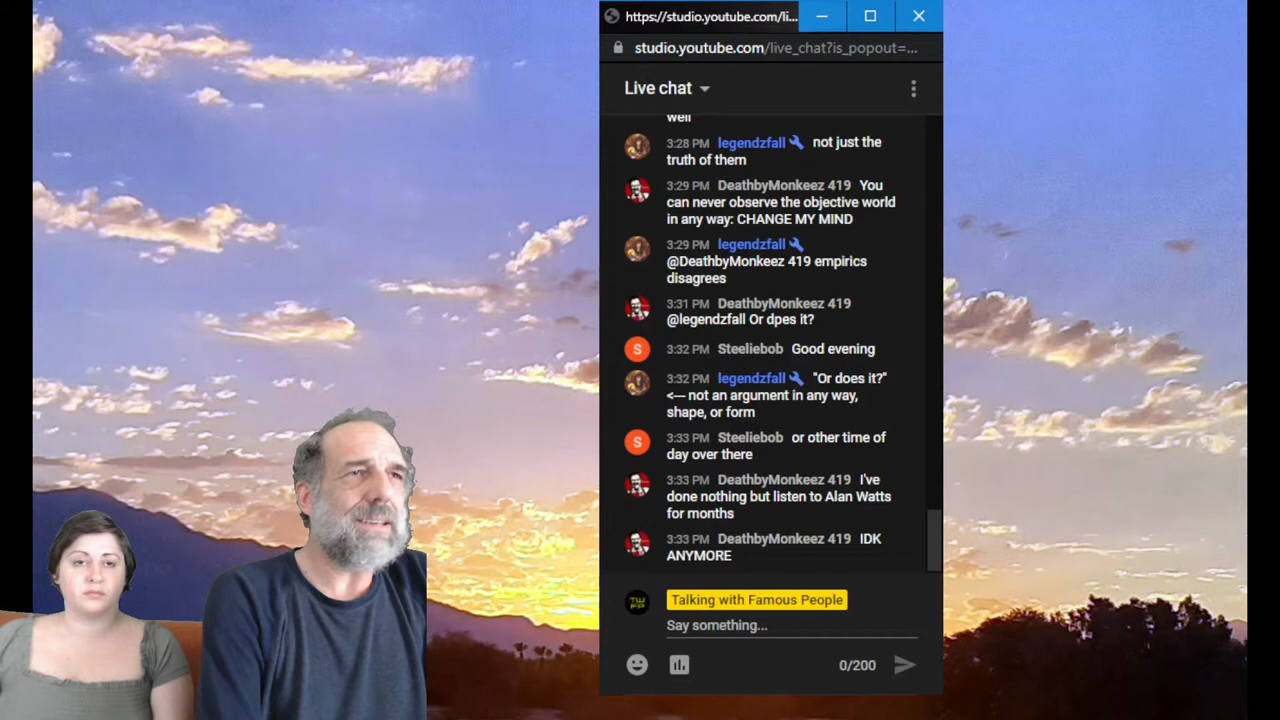 https://studio.youtube.com/li...
studio.youtube.com/live_chat?is_popout=...
Live chat
well
3:28 PM legendzfall not just the
truth of them
3:29 PM DeathbyMonkeez 419 You
can never observe the objective world
in any way: CHANGE MY MIND
3:29 PM legendzfall
@DeathbyMonkeez 419 empirics
disagrees
3:31 PM DeathbyMonkeez 419
@legendzfall Or dpes it?
S 3:32 PM Steeliebob Good evening
3:32 PM legendzfall "Or does it?"
<--- not an argument in any way,
shape, or form
S 3:33 PM Steeliebob or other time of
day over there
3:33 PM DeathbyMonkeez 419 I've
done nothing but listen to Alan Watts
for months
3:33 PM DeathbyMonkeez 419 IDK
ANYMORE
TWFP Talking with Famous People
Say something...
0/200